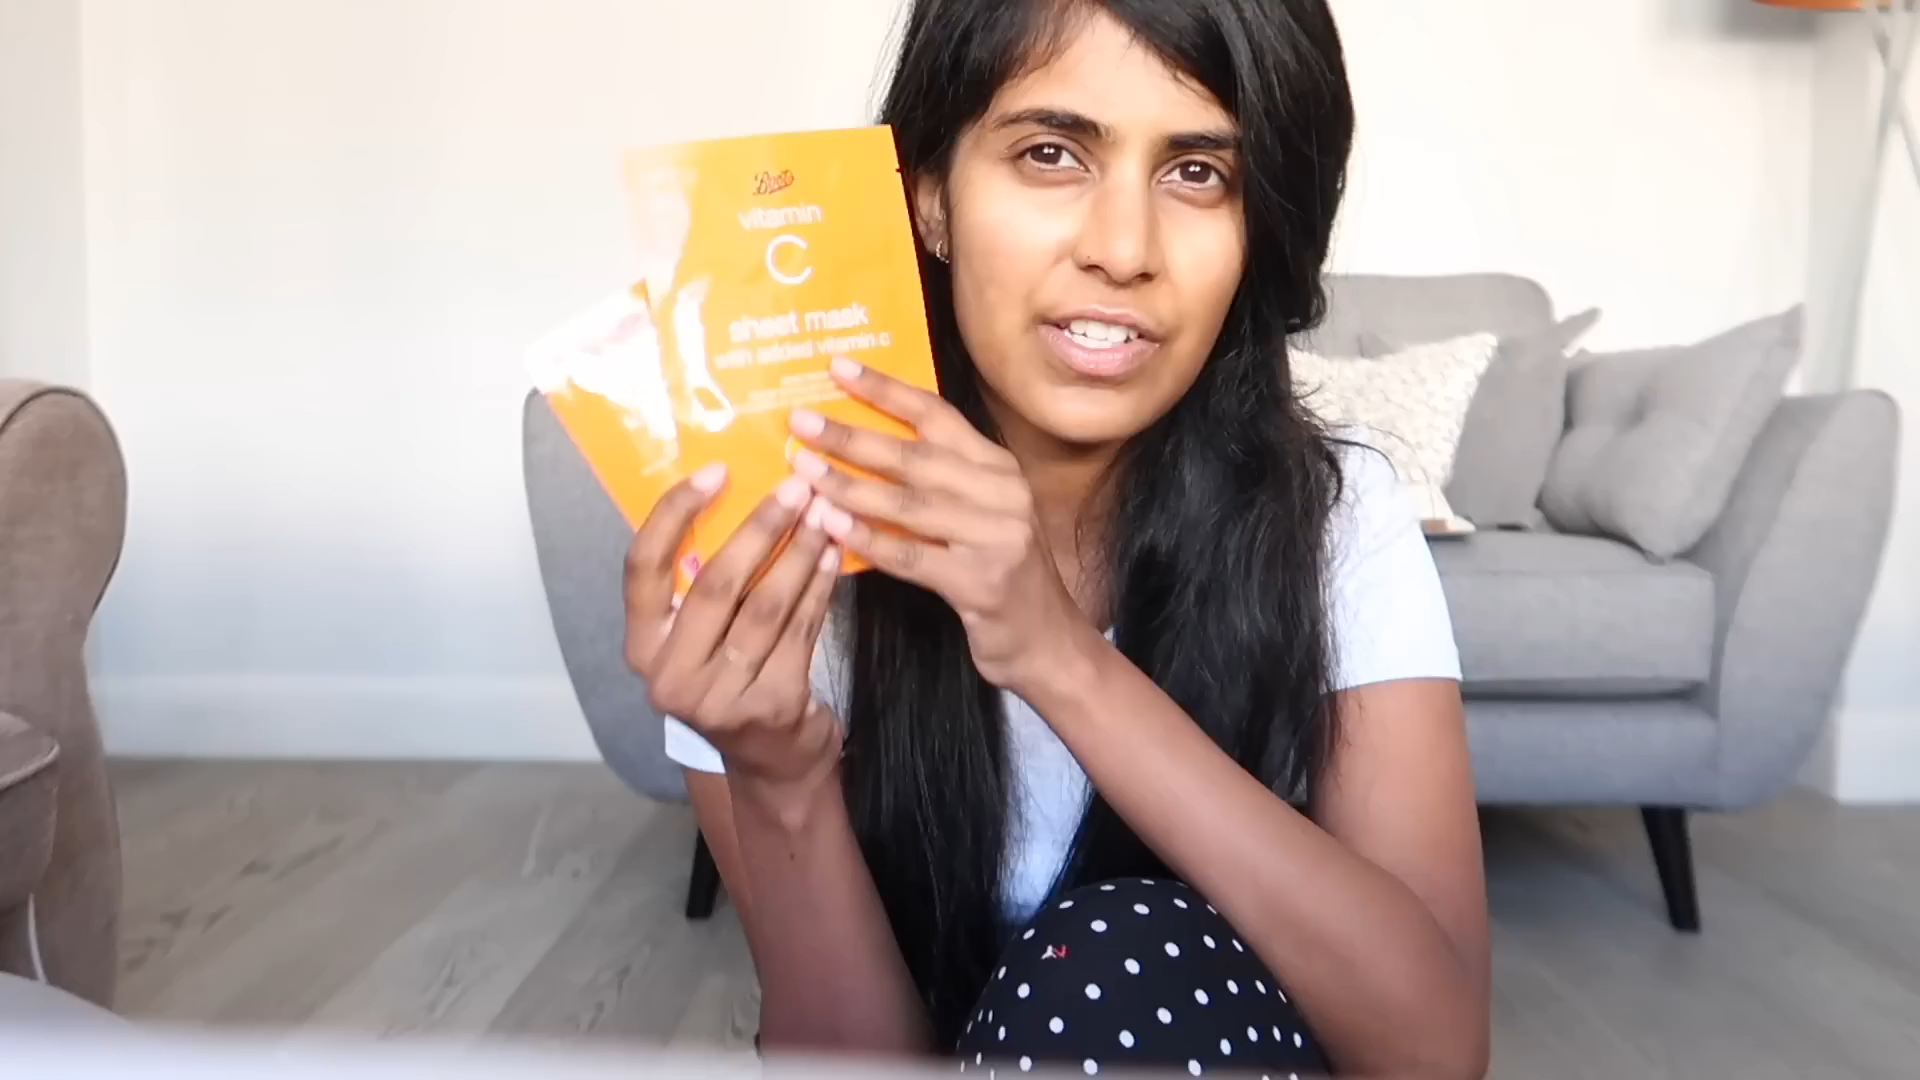 Boots
vitamin
C
sheet mask
with added vitamin c